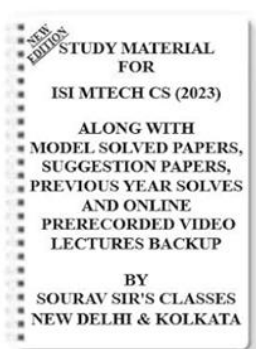 NEW
EDITION
STUDY MATERIAL
FOR
ISI MTECH CS (2023)
ALONG WITH
MODEL SOLVED PAPERS,
SUGGESTION PAPERS,
PREVIOUS YEAR SOLVES
AND ONLINE
PRERECORDED VIDEO
LECTURES BACKUP
BY
SOURAV SIR'S CLASSES
NEW DELHI & KOLKATA